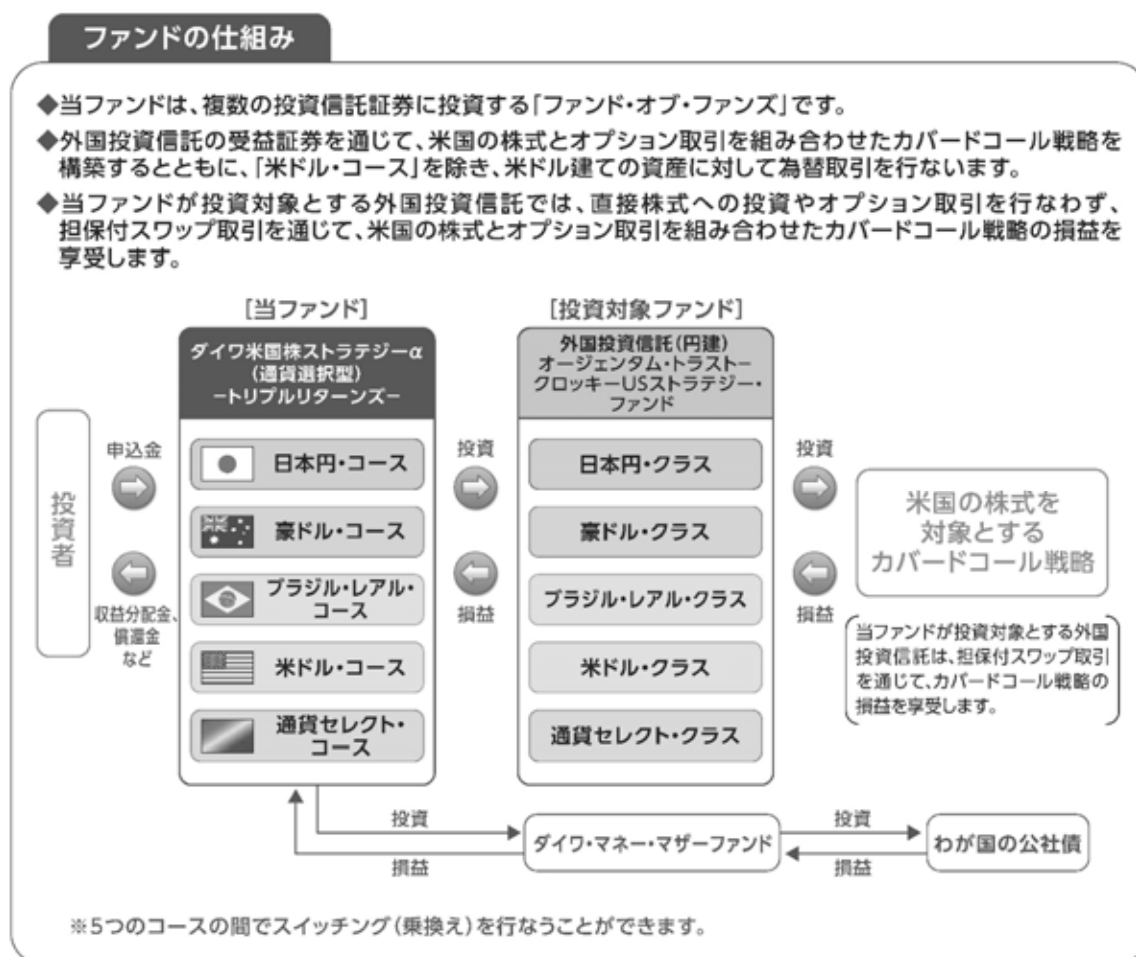 ファンドの仕組み
◆当ファンドは、複数の投資信託証券に投資する「ファンド・オブ・ファンズ」です。
◆外国投資信託の受益証券を通じて、米国の株式とオプション取引を組み合わせたカバードコール戦略を
構築するとともに、「米ドル・コース」を除き、米ドル建ての資産に対して為替取引を行ないます。
◆当ファンドが投資対象とする外国投資信託では、直接株式への投資やオプション取引を行なわず、
担保付スワップ取引を通じて、米国の株式とオプション取引を組み合わせたカバードコール戦略の損益を
享受します。
[当ファンド]
[投資対象ファンド]
ダイワ米国株ストラテジーα
(通貨選択型)
−トリプルリターンズ−
外国投資信託(円建)
オージェンタム・トラスト−
クロッキーUSストラテジー・
ファンド
投資者
申込金
収益分配金、
償還金
など
日本円・コース
豪ドル・コース
ブラジル・レアル・
コース
米ドル・コース
通貨セレクト・
コース
投資
損益
日本円・クラス
豪ドル・クラス
ブラジル・レアル・クラス
米ドル・クラス
通貨セレクト・クラス
投資
損益
米国の株式を
対象とする
カバードコール戦略
当ファンドが投資対象とする外国
投資信託は、担保付スワップ取引
を通じて、カバードコール戦略の
損益を享受します。
投資
損益
ダイワ・マネー・マザーファンド
投資
損益
わが国の公社債
※5つのコースの間でスイッチング(乗換え)を行なうことができます。